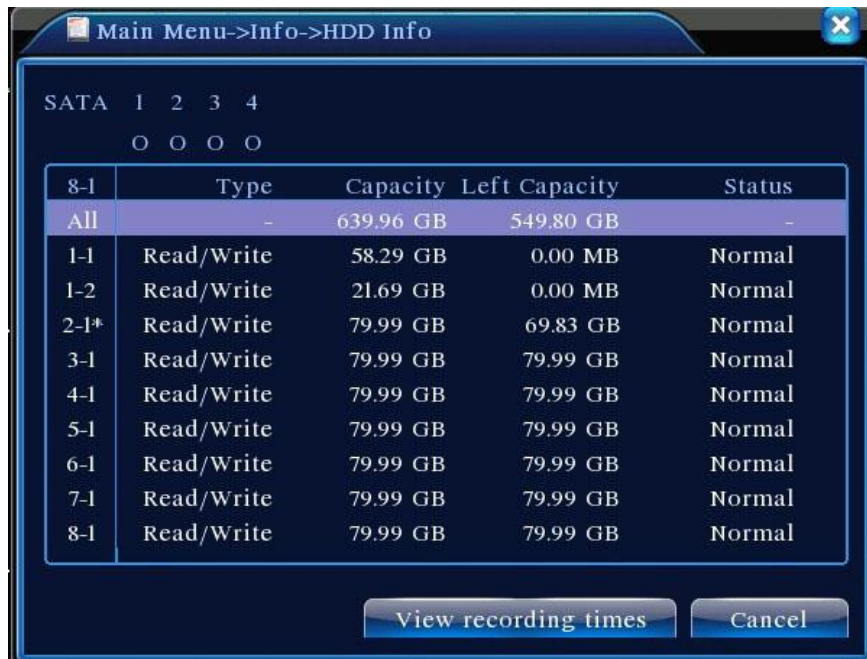 Main Menu->Info->HDD Info
SATA 1 2 3 4
O O O O
8-1 Type Capacity Left Capacity Status
All - 639.96 GB 549.80 GB -
1-1 Read/Write 58.29 GB 0.00 MB Normal
1-2 Read/Write 21.69 GB 0.00 MB Normal
2-1* Read/Write 79.99 GB 69.83 GB Normal
3-1 Read/Write 79.99 GB 79.99 GB Normal
4-1 Read/Write 79.99 GB 79.99 GB Normal
5-1 Read/Write 79.99 GB 79.99 GB Normal
6-1 Read/Write 79.99 GB 79.99 GB Normal
7-1 Read/Write 79.99 GB 79.99 GB Normal
8-1 Read/Write 79.99 GB 79.99 GB Normal
View recording times Cancel